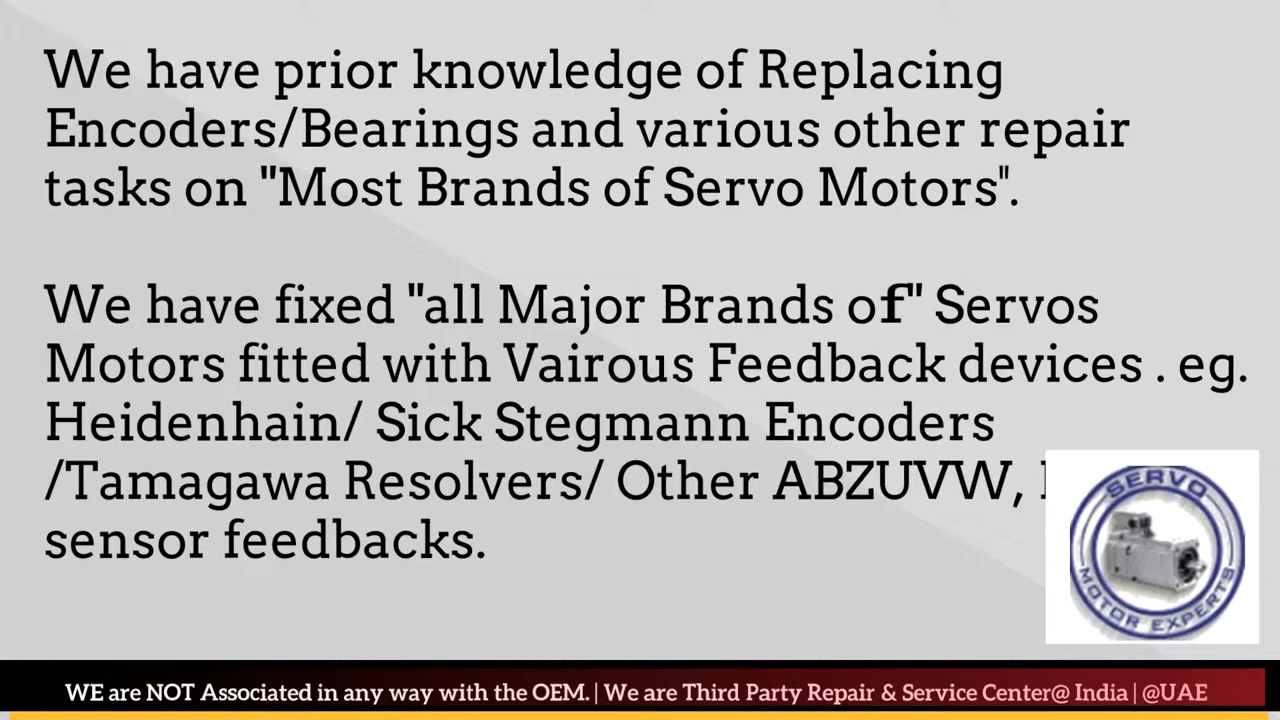 We have prior knowledge of Replacing
Encoders/Bearings and various other repair
tasks on "Most Brands of Servo Motors".
We have fixed "all Major Brands of" Servos
Motors fitted with Vairous Feedback devices . eg.
Heidenhain/ Sick Stegmann Encoders
/Tamagawa Resolvers/ Other ABZUVW,
sensor feedbacks.
SERVO
MOTOR EXPERTS
WE are NOT Associated in any way with the OEM. | We are Third Party Repair & Service Center@ India | @UAE